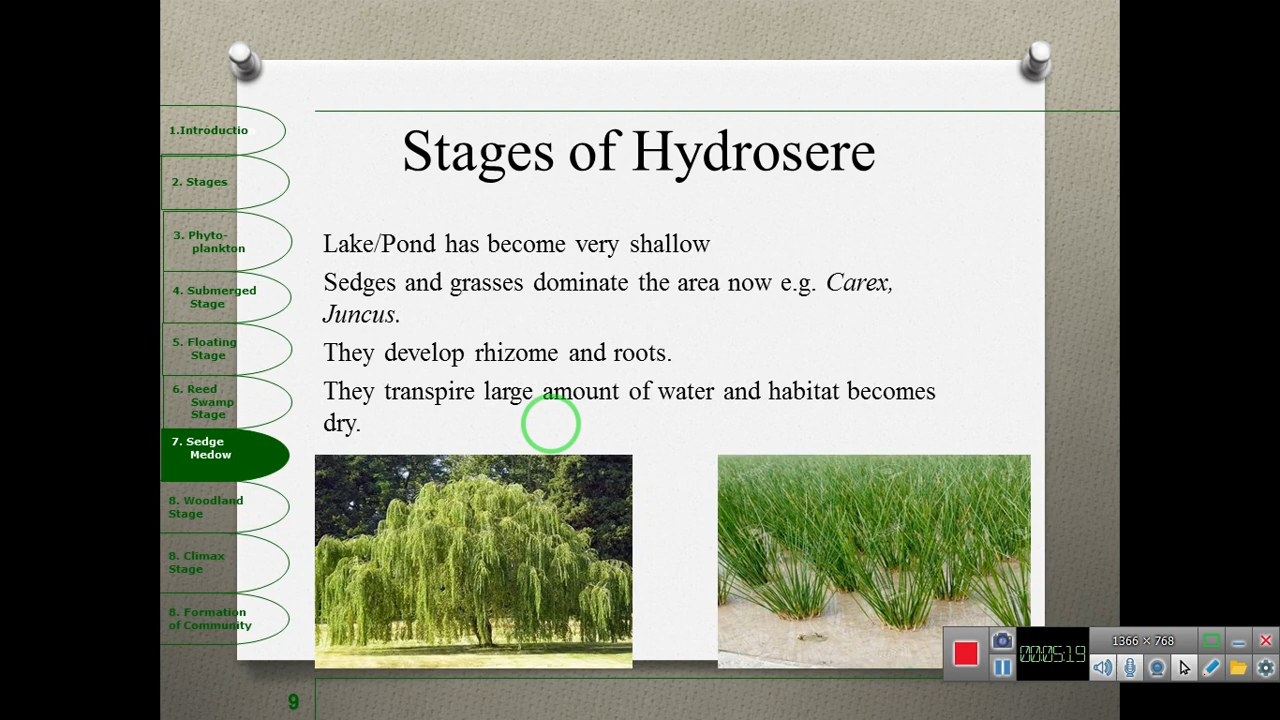 Stages of Hydrosere
1.Introductio
2. Stages
3. Phyto-
plankton
4. Submerged
Stage
5. Floating
Stage
6. Reed
Swamp
Stage
7. Sedge
Medow
8. Woodland
Stage
8. Climax
Stage
8. Formation
of Community
Lake/Pond has become very shallow
Sedges and grasses dominate the area now e.g. Carex,
Juncus.
They develop rhizome and roots.
They transpire large amount of water and habitat becomes
dry.
9
1366 × 768
00:05:19